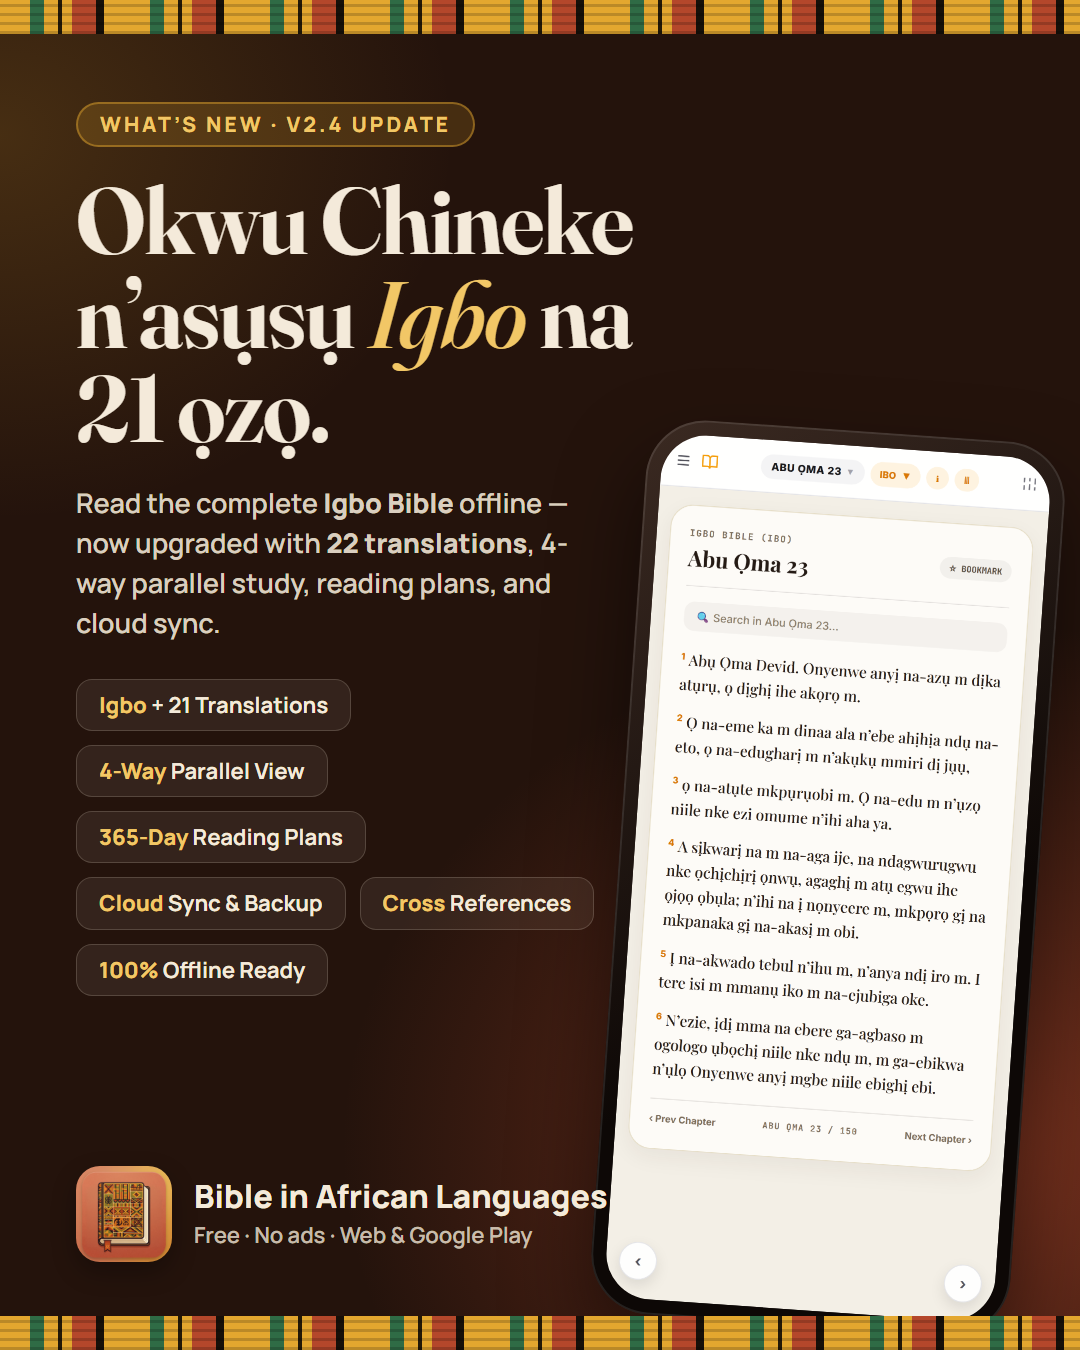 WHAT’S NEW · V2.4 UPDATE
Okwu Chineke
n’asụsụ Igbo na
21 ọzọ.
Read the complete Igbo Bible offline —
now upgraded with 22 translations, 4-
way parallel study, reading plans, and
cloud sync.
Igbo + 21 Translations
4-Way Parallel View
365-Day Reading Plans
Cloud Sync & Backup
Cross References
100% Offline Ready
Bible in African Languages
Free · No ads · Web & Google Play
ABU ỌMA 23 ▼
IBO ▼
IGBO BIBLE (IBO)
Abu Ọma 23
☆ BOOKMARK
🔍 Search in Abu Ọma 23...
1 Abụ Ọma Devid. Onyenwe anyị na-azụ m dịka
atụrụ, ọ dịghị ihe akọrọ m.
2 Ọ na-eme ka m dinaa ala n’ebe ahịhịa ndụ na-
eto, ọ na-edugharị m n’akụkụ mmiri dị jụụ,
3 ọ na-atụte mkpụrụobi m. Ọ na-edu m n’ụzọ
niile nke ezi omume n’ihi aha ya.
4 A sịkwarị na m na-aga ije, na ndagwurugwu
nke ọchịchịrị ọnwụ, agaghị m atụ egwu ihe
ọjọọ ọbụla; n’ihi na ị nọnyeere m, mkpọrọ gị na
mkpanaka gị na-akasị m obi.
5 Ị na-akwado tebul n’ihu m, n’anya ndị iro m. I
tere isi m mmanụ iko m na-ejubiga oke.
6 N’ezie, ịdị mma na ebere ga-agbaso m
ogologo ụbọchị niile nke ndụ m, m ga-ebikwa
n’ụlọ Onyenwe anyị mgbe niile ebighị ebi.
‹ Prev Chapter
ABU ỌMA 23 / 150
Next Chapter ›